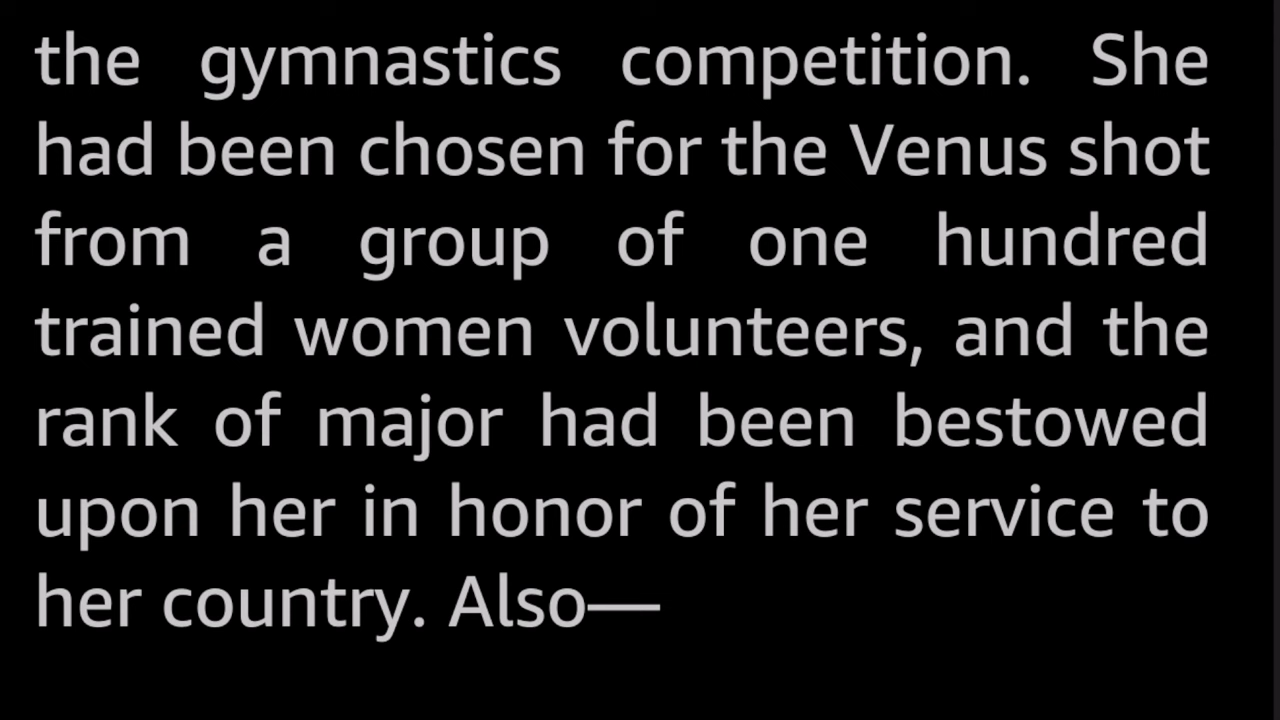 the gymnastics competition. She
had been chosen for the Venus shot
from a group of one hundred
trained women volunteers, and the
rank of major had been bestowed
upon her in honor of her service to
her country. Also—